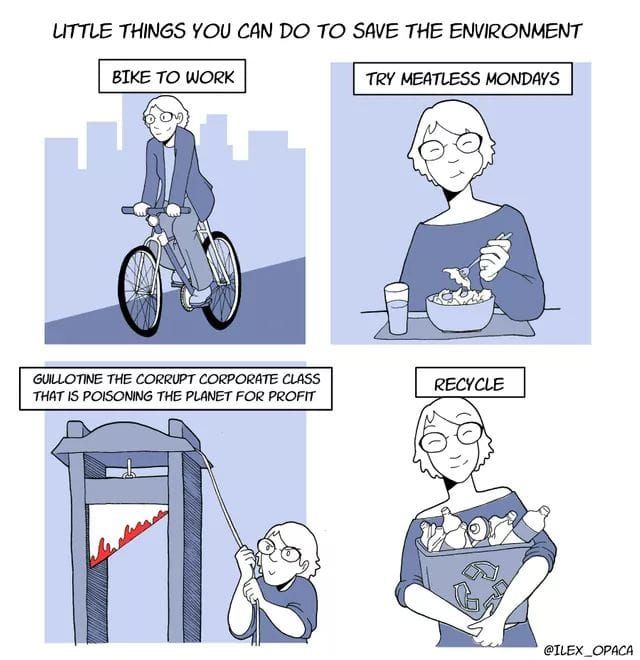 LITTLE THINGS YOU CAN DO TO SAVE THE ENVIRONMENT
BIKE TO WORK
TRY MEATLESS MONDAYS
GUILLOTINE THE CORRUPT CORPORATE CLASS
THAT IS POISONING THE PLANET FOR PROFIT
RECYCLE
@ILEX_OPACA